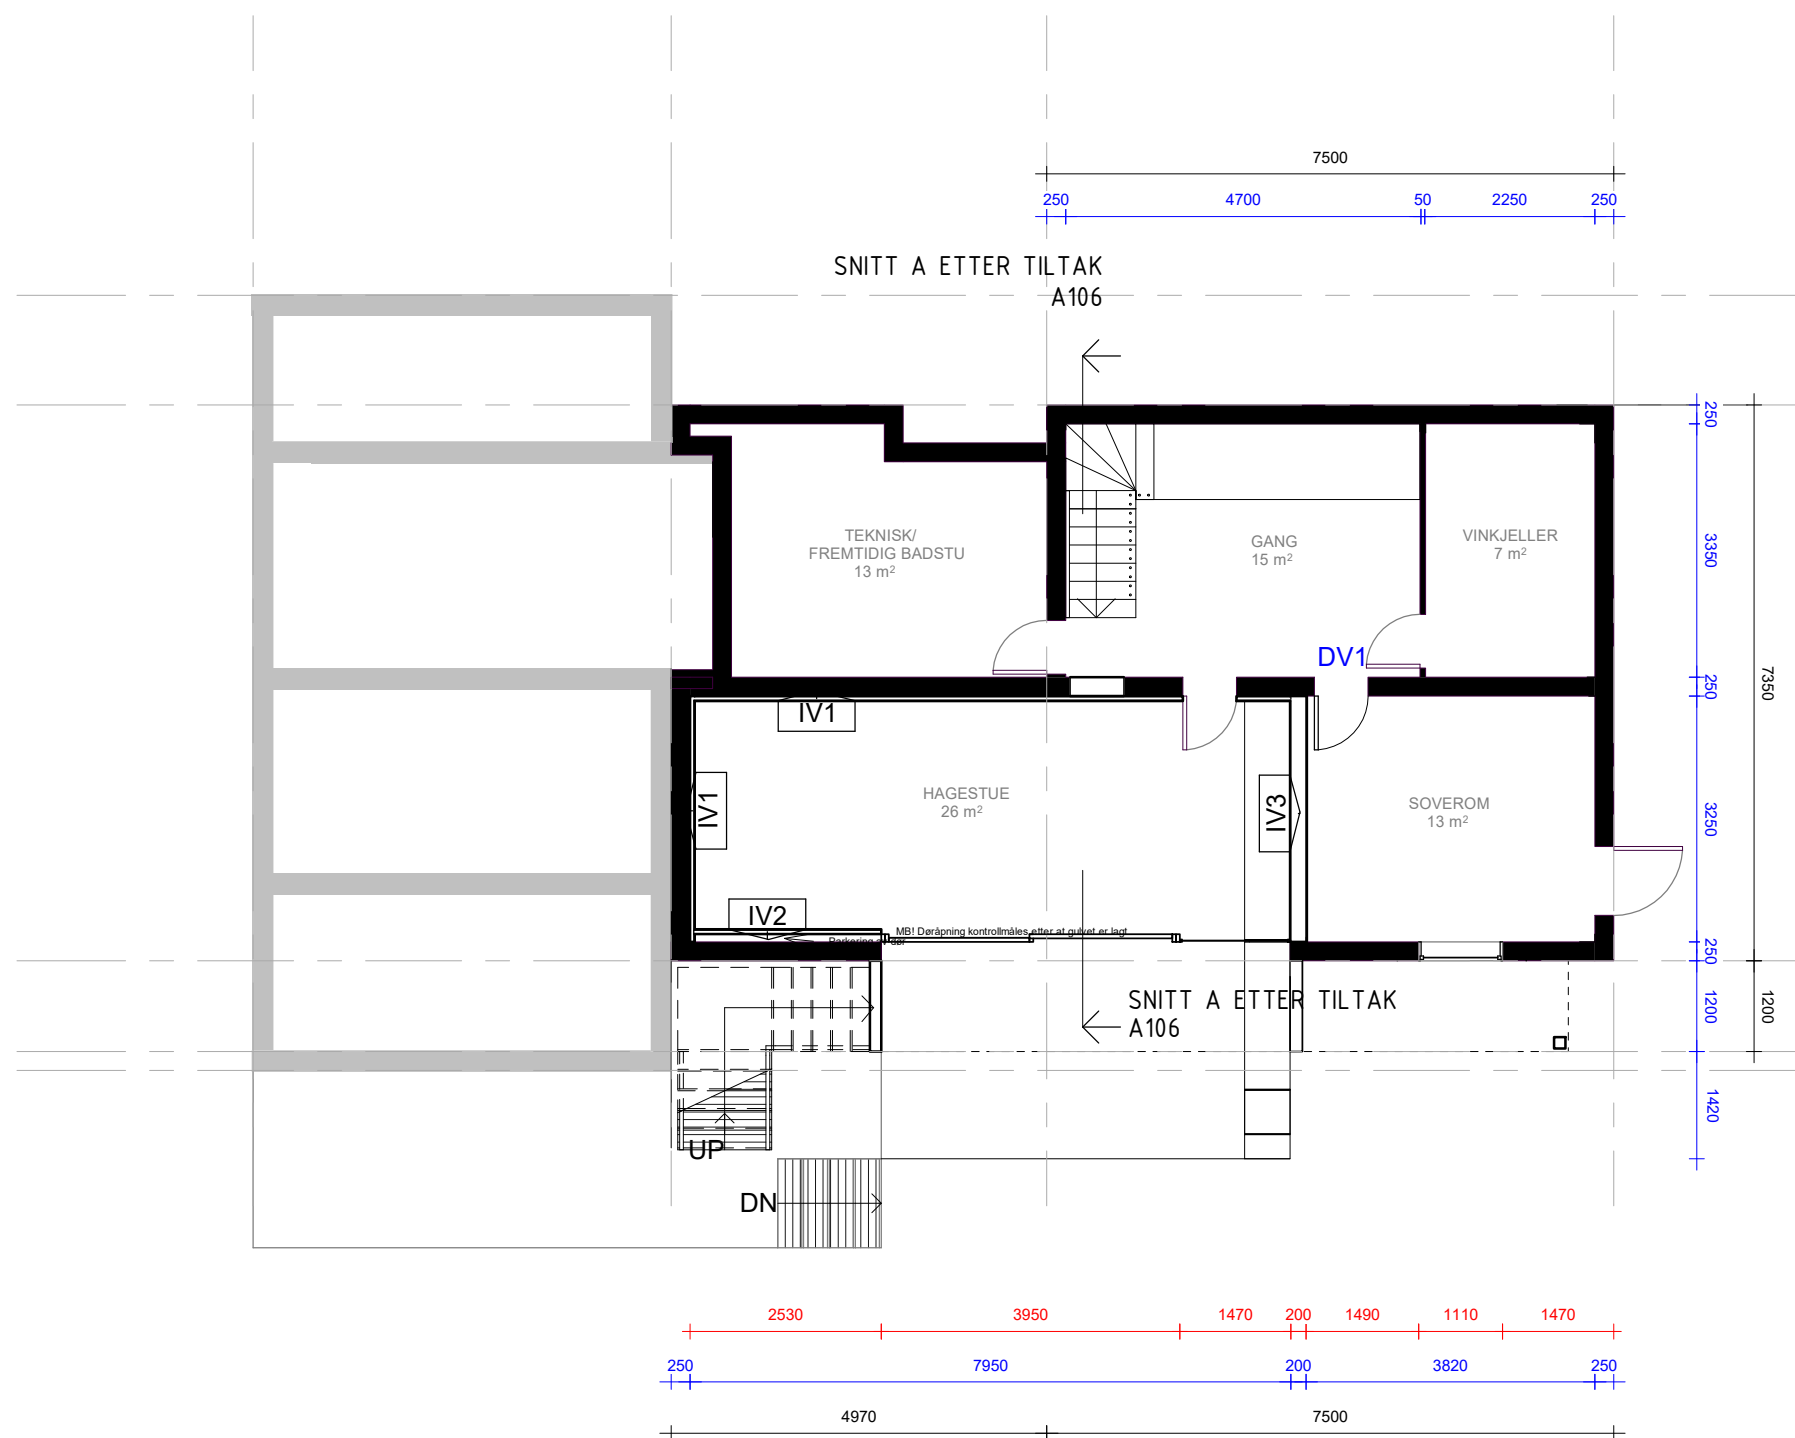 7500
250 4700 50 2250 250
SNITT A ETTER TILTAK
A106
250
TEKNISK/
FREMTIDIG BADSTU
13 m²
GANG
15 m²
VINKJELLER
7 m²
3350
DV1
250
7350
IV1
IV1
HAGESTUE
26 m²
IV3
SOVEROM
13 m²
3250
IV2
MB! Døråpning kontrollmåles etter at gulvet er lagt
Parkering av dør
250
SNITT A ETTER TILTAK
A106
1200
1200
1420
UP
DN
2530 3950 1470 200 1490 1110 1470
250 7950 200 3820 250
4970 7500